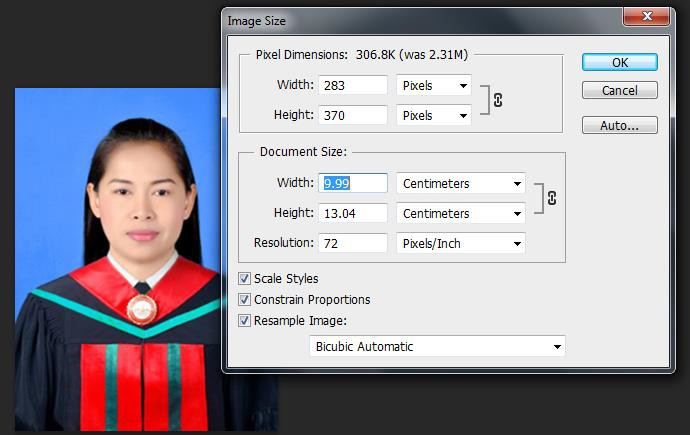 Image Size
Pixel Dimensions: 306.8K (was 2.31M)
Width: 283 Pixels
Height: 370 Pixels
Document Size:
Width: 9.99 Centimeters
Height: 13.04 Centimeters
Resolution: 72 Pixels/Inch
Scale Styles
Constrain Proportions
Resample Image:
Bicubic Automatic
OK
Cancel
Auto...